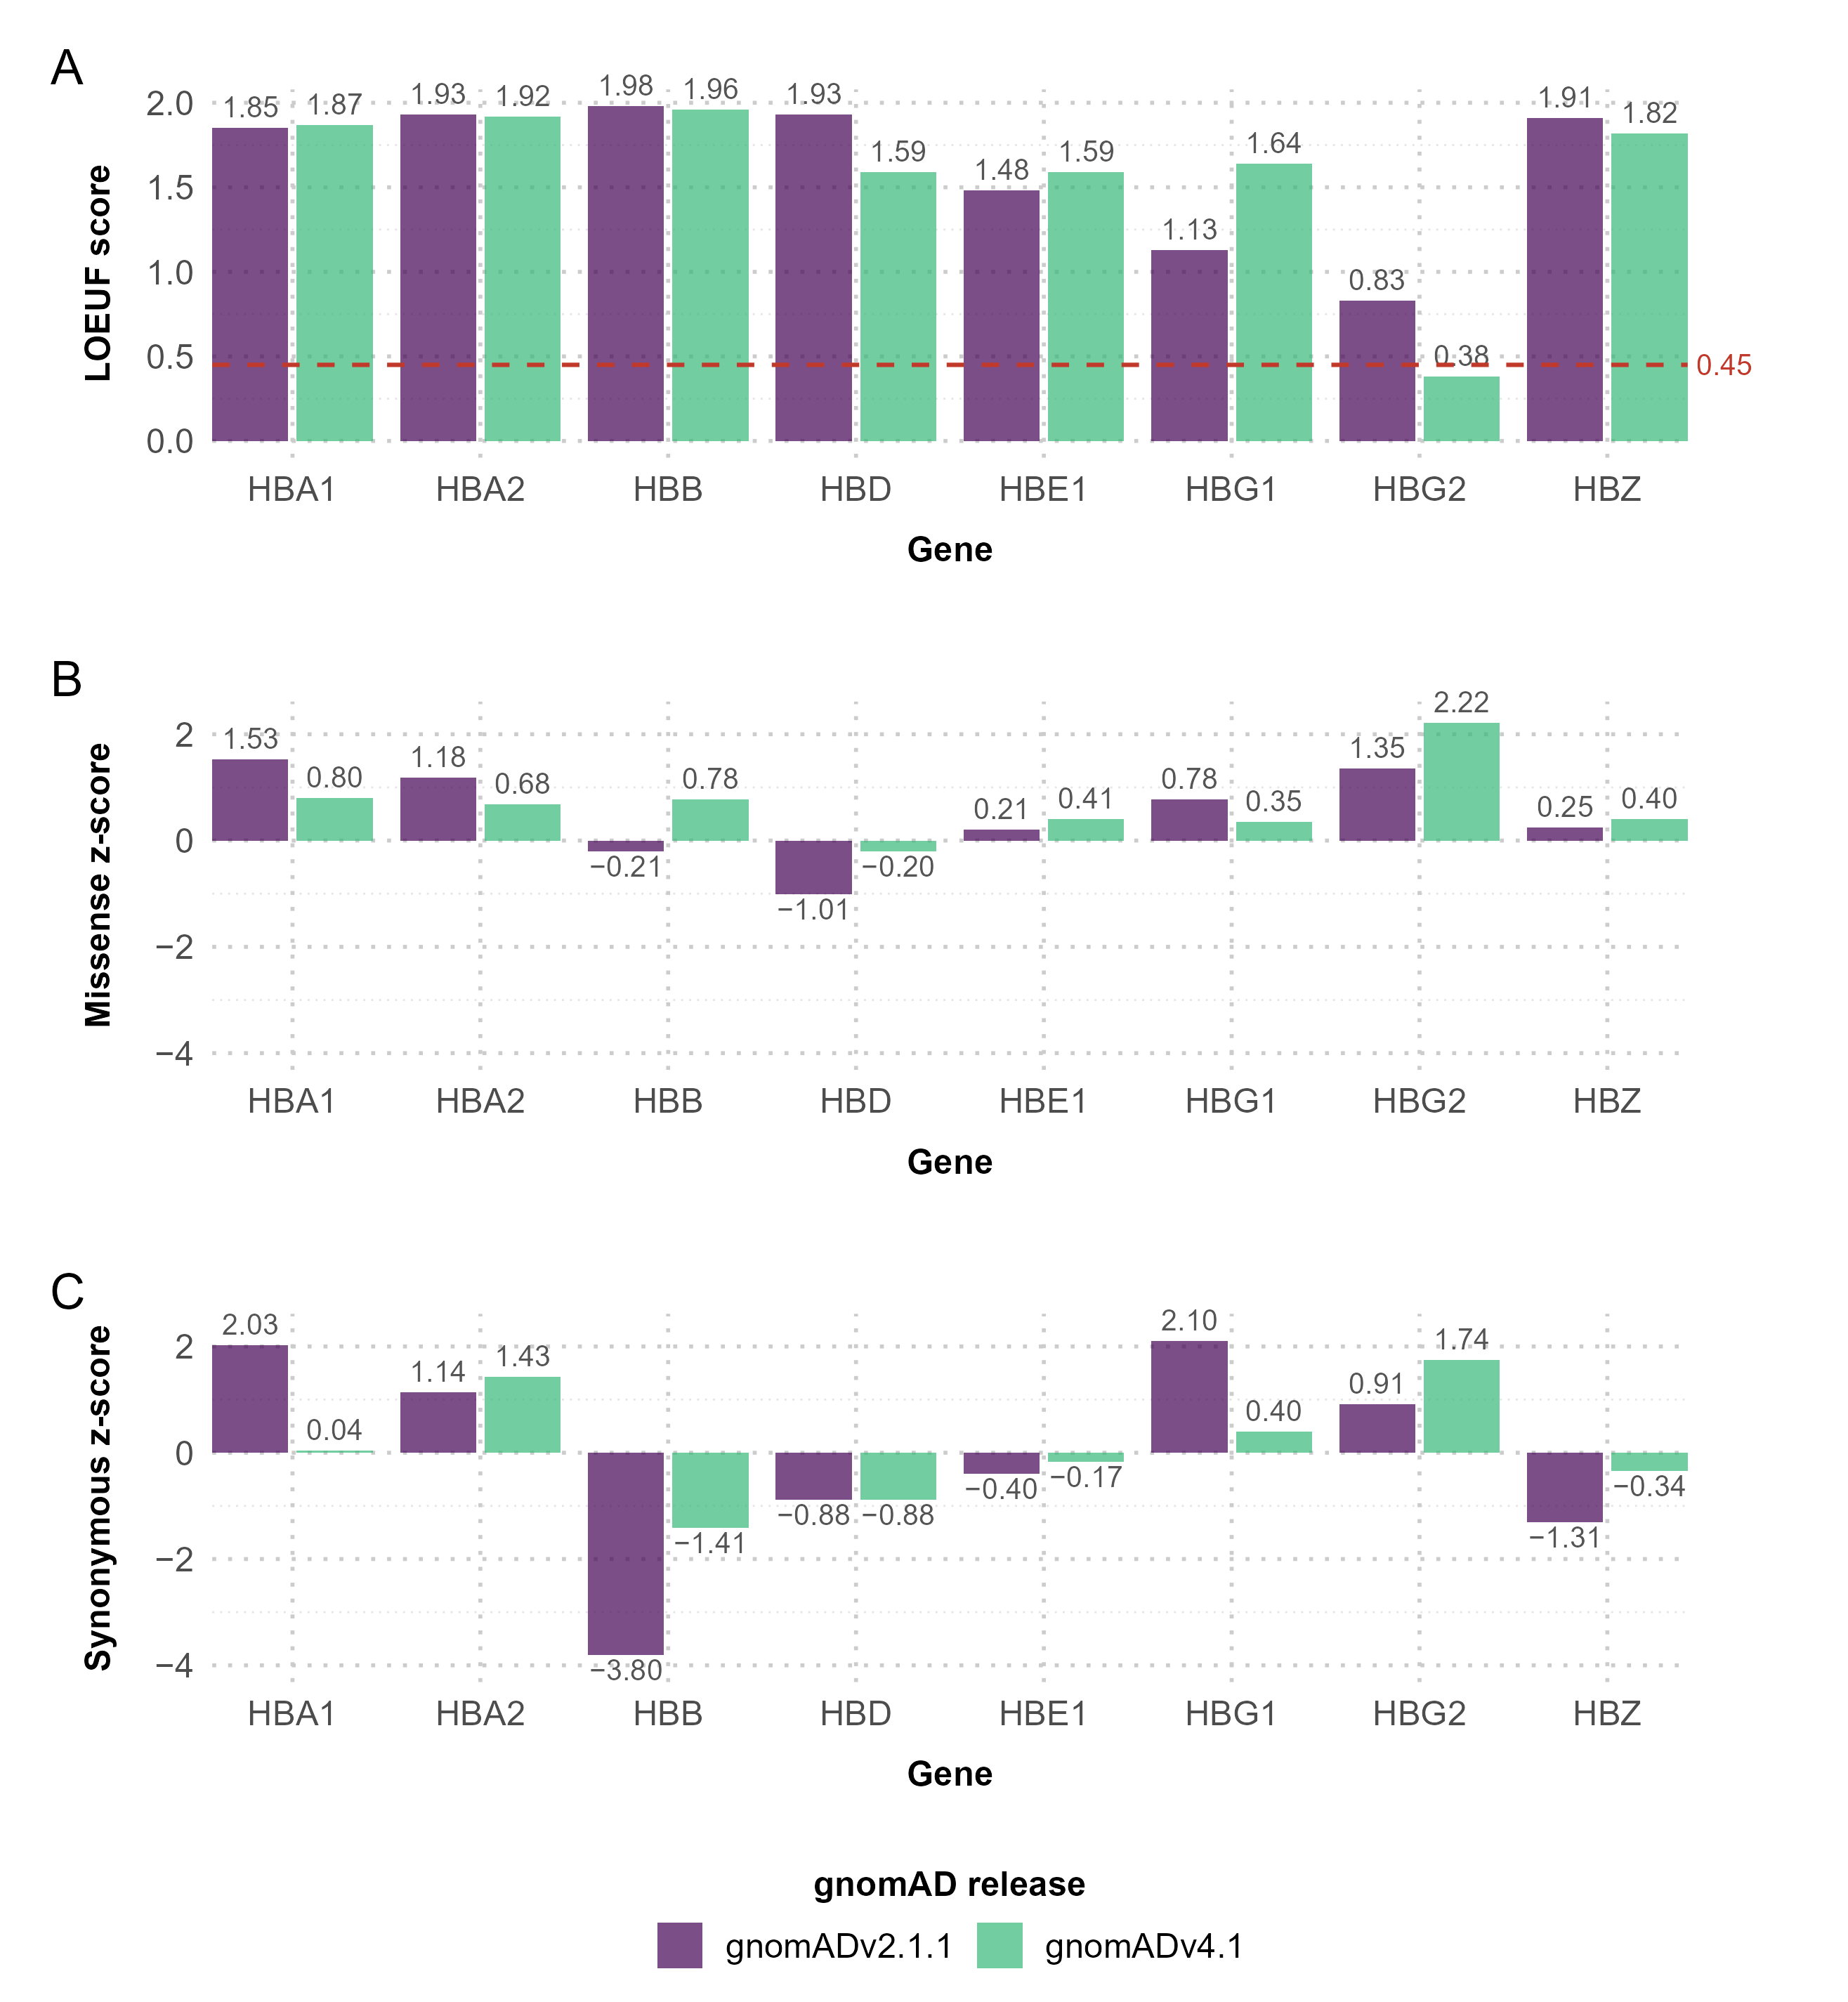 A
1.85 1.87 1.93 1.92 1.98 1.96 1.93 1.59 1.48 1.59 1.13 1.64 0.83 0.38 1.91 1.82
2.0
1.5
1.0
0.5
0.0
LOEUF score
0.45
HBA1 HBA2 HBB HBD HBE1 HBG1 HBG2 HBZ
Gene
B
1.53 0.80 1.18 0.68 −0.21 0.78 −1.01 −0.20 0.21 0.41 0.78 0.35 1.35 2.22 0.25 0.40
2
0
−2
−4
Missense z-score
HBA1 HBA2 HBB HBD HBE1 HBG1 HBG2 HBZ
Gene
C
2.03 0.04 1.14 1.43 −3.80 −1.41 −0.88 −0.88 −0.40 −0.17 2.10 0.40 0.91 1.74 −1.31 −0.34
2
0
−2
−4
Synonymous z-score
HBA1 HBA2 HBB HBD HBE1 HBG1 HBG2 HBZ
Gene
gnomAD release
gnomADv2.1.1 gnomADv4.1